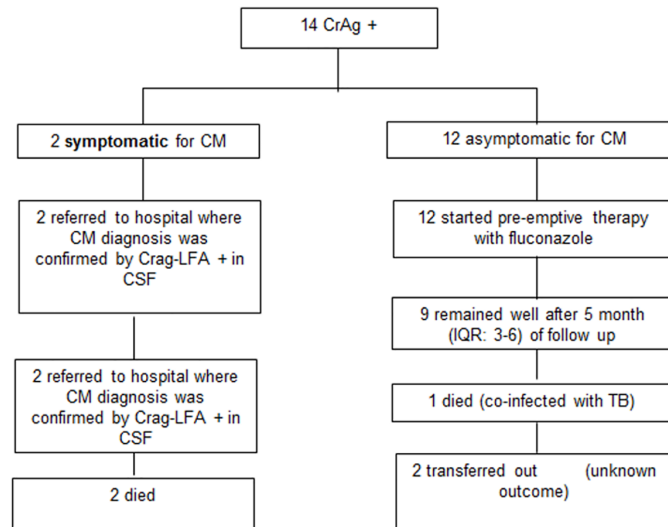 14 CrAg +
2 symptomatic for CM
12 asymptomatic for CM
2 referred to hospital where
CM diagnosis was
confirmed by Crag-LFA + in
CSF
12 started pre-emptive therapy
with fluconazole
9 remained well after 5 month
(IQR: 3-6) of follow up
2 referred to hospital where
CM diagnosis was
confirmed by Crag-LFA + in
CSF
1 died (co-infected with TB)
2 died
2 transferred out (unknown
outcome)